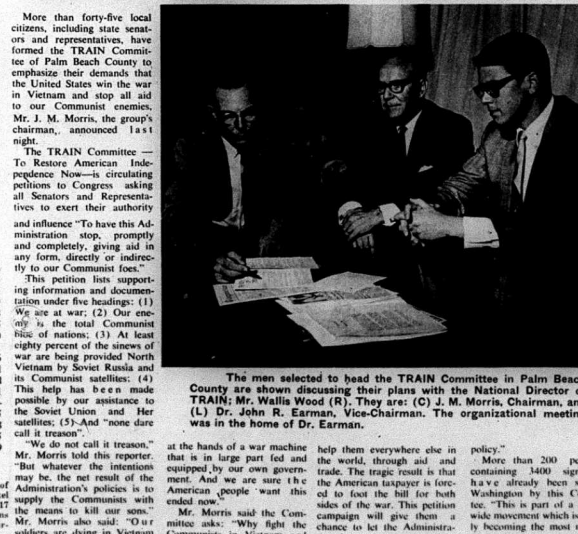 More than forty-five local
citizens, including state senat-
ors and representatives, have
formed the TRAIN Commit-
tee of Palm Beach County to
emphasize their demands that
the United States win the war
in Vietnam and stop all aid
to our Communist enemies,
Mr. J. M. Morris, the group's
chairman, announced last
night.
The TRAIN Committee —
To Restore American Inde-
pendence Now—is circulating
petitions to Congress asking
all Senators and Representa-
tives to exert their authority
and influence "To have this Ad-
ministration stop, promptly
and completely, giving aid in
any form, directly or indirec-
tly to our Communist foes."
This petition lists support-
ing information and documen-
tation under five headings: (1)
We are at war; (2) Our ene-
my is the total Communist
bloc of nations; (3) At least
eighty percent of the sinews of
war are being provided North
Vietnam by Soviet Russia and
its Communist satellites; (4)
This help has been made
possible by our assistance to
the Soviet Union and Her
satellites; (5) And "none dare
call it treason".
"We do not call it treason,"
Mr. Morris told this reporter.
"But whatever the intentions
may be, the net result of the
Administration's policies is to
supply the Communists with
the means to kill our sons."
Mr. Morris also said: "Our
soldiers are dying in Vietnam
The men selected to head the TRAIN Committee in Palm Beac
County are shown discussing their plans with the National Director o
TRAIN; Mr. Wallis Wood (R). They are: (C) J. M. Morris, Chairman, an
(L) Dr. John R. Earman, Vice-Chairman. The organizational meetin
was in the home of Dr. Earman.
at the hands of a war machine
that is in large part fed and
equipped by our own govern-
ment. And we are sure the
American people want this
ended now."
Mr. Morris said the Com-
mittee asks: "Why fight the
Communists in Vietnam
help them everywhere else in
the world, through aid and
trade. The tragic result is that
the American taxpayer is forc-
ed to foot the bill for both
sides of the war. This petition
campaign will give them a
chance to let the Administra-
policy."
More than 200 pe
containing 3400 sign
have already been s
Washington by this C
tee. "This is part of a
wide movement which is
ly becoming the most
of
tel
17
ns